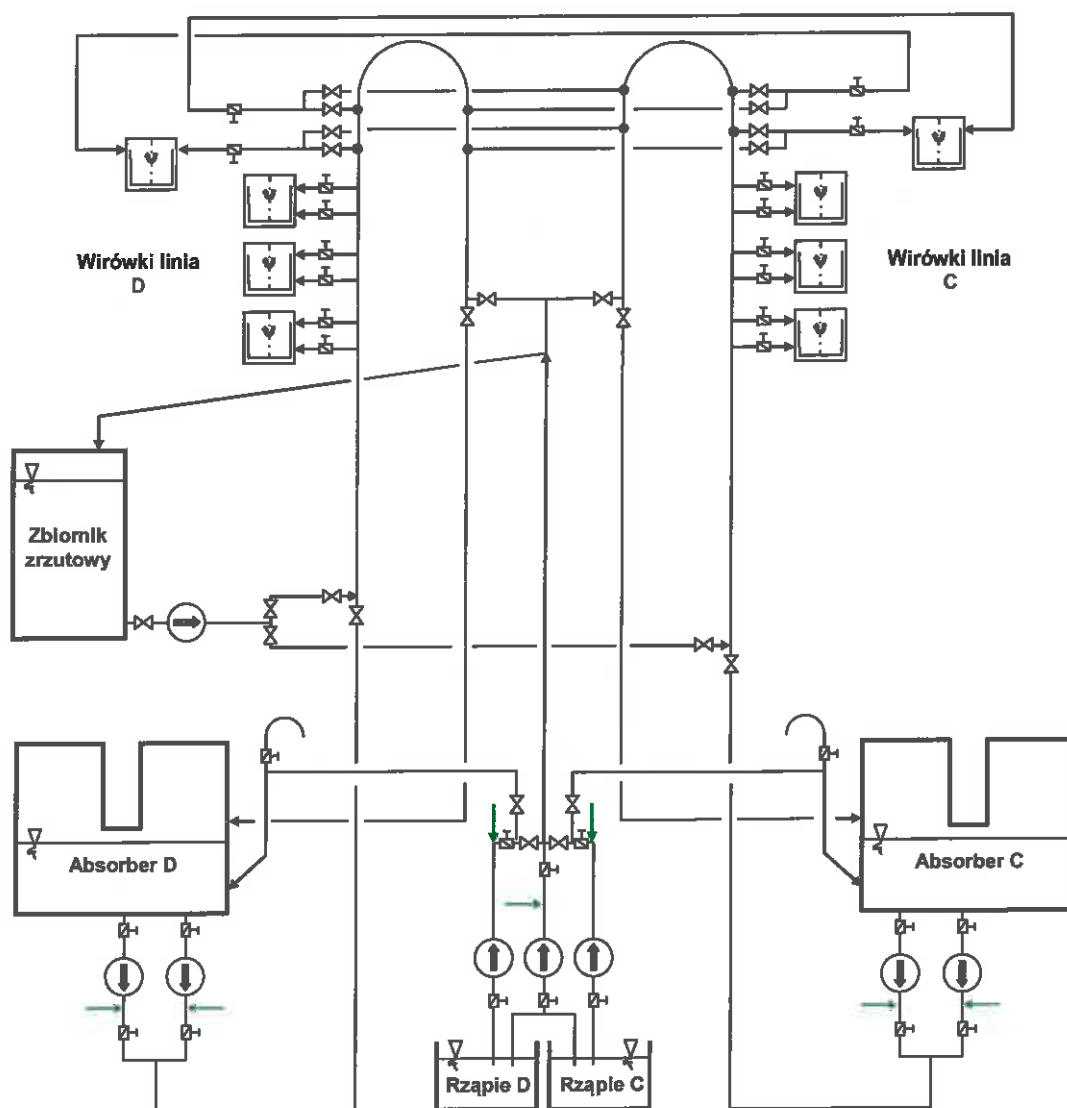 Wirówki linia
D
Wirówki linia
C
Zbiornik
zrzutowy
Absorber D
Absorber C
Rząpie D
Rząpie C